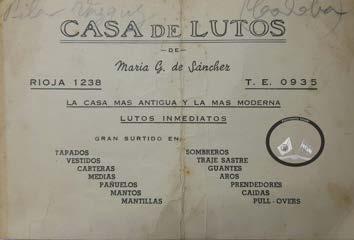 CASA DE LUTOS
— DE —
María G. de Sánchez
RIOJA 1238
T. E. 0935
LA CASA MAS ANTIGUA Y LA MAS MODERNA
LUTOS INMEDIATOS
GRAN SURTIDO EN:
TAPADOS
VESTIDOS
CARTERAS
MEDIAS
PAÑUELOS
MANTOS
MANTILLAS
SOMBREROS
TRAJE SASTRE
GUANTES
AROS
PRENDEDORES
CAIDAS
PULL-OVERS